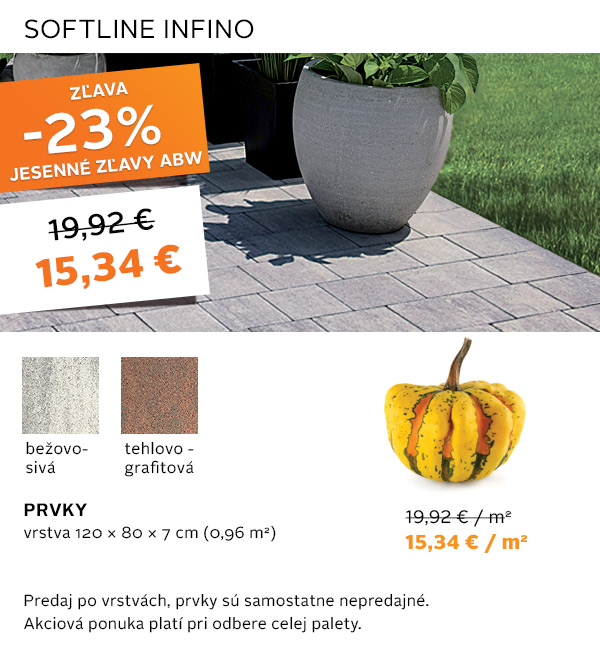 SOFTLINE INFINO
ZĽAVA
-23%
JESENNÉ ZĽAVY ABW
19,92 €
15,34 €
bežovo-
sivá
tehlovo -
grafitová
PRVKY
vrstva 120 × 80 × 7 cm (0,96 m²)
19,92 € / m²
15,34 € / m²
Predaj po vrstvách, prvky sú samostatne nepredajné.
Akciová ponuka platí pri odbere celej palety.